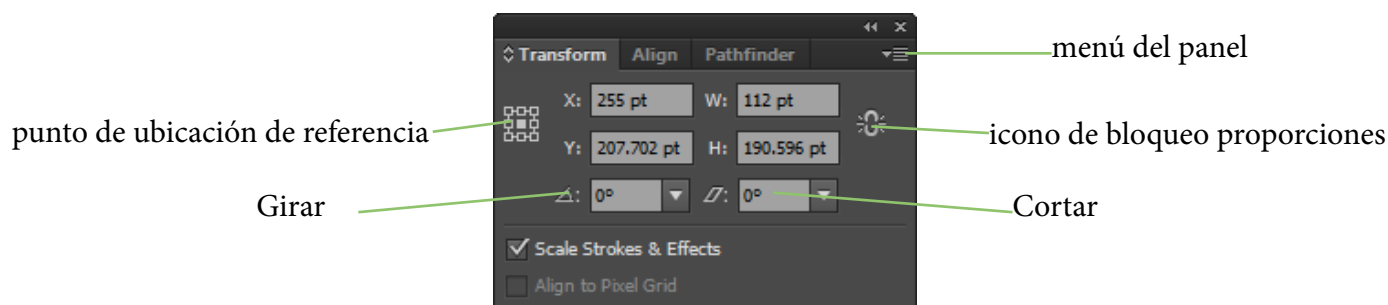 Transform Align Pathfinder
menú del panel
X: 255 pt W: 112 pt
punto de ubicación de referencia
icono de bloqueo proporciones
Y: 207.702 pt H: 190.596 pt
Girar
0° 0°
Cortar
Scale Strokes & Effects
Align to Pixel Grid